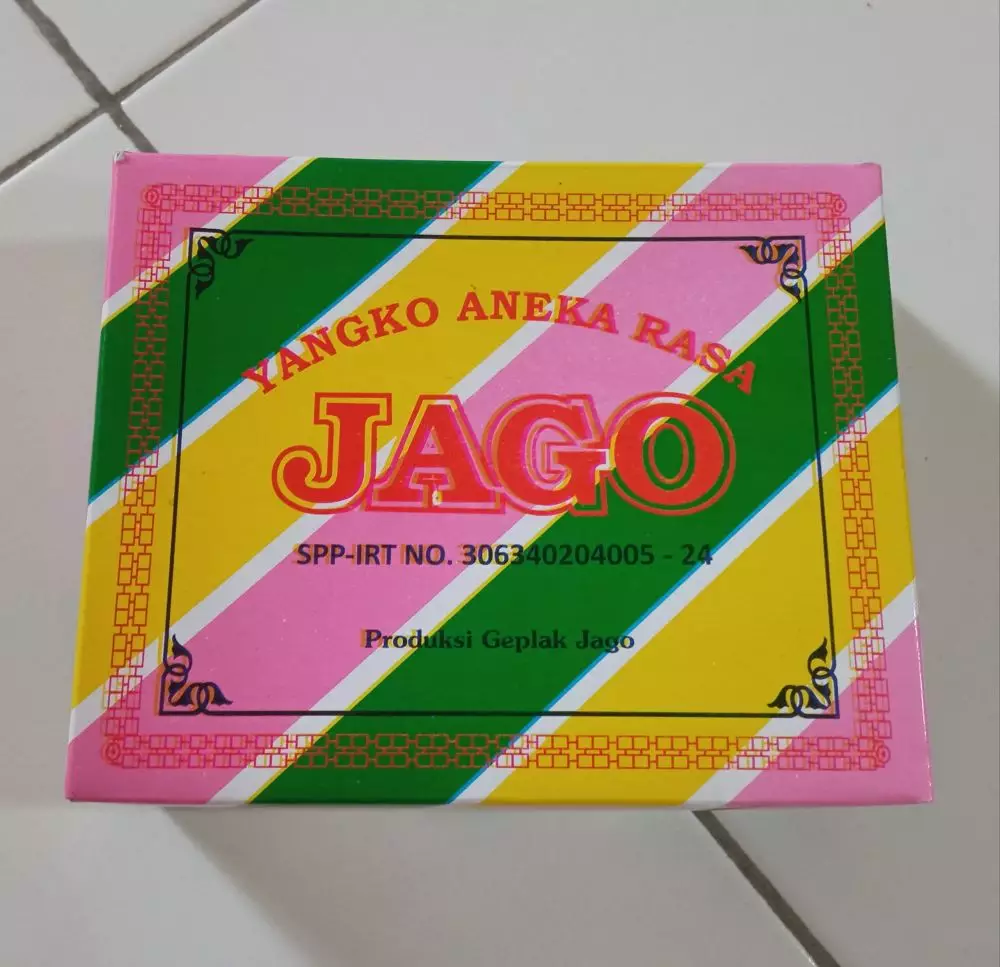 YANGKO ANEKA RASA
JAGO
SPP-IRT NO. 306340204005 - 24
Produksi Geplak Jago